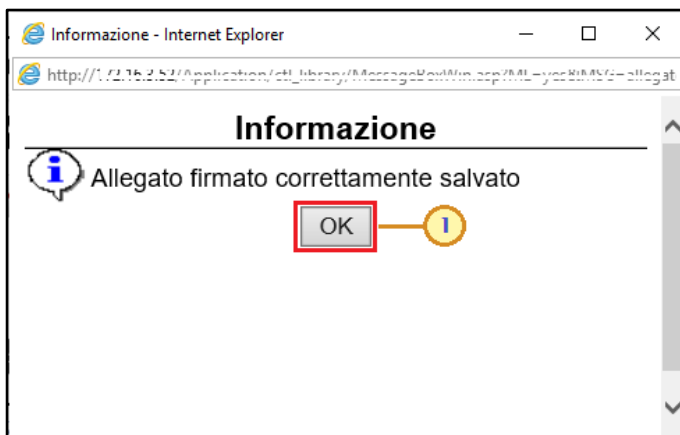 Informazione - Internet Explorer
Informazione
Allegato firmato correttamente salvato
OK
1